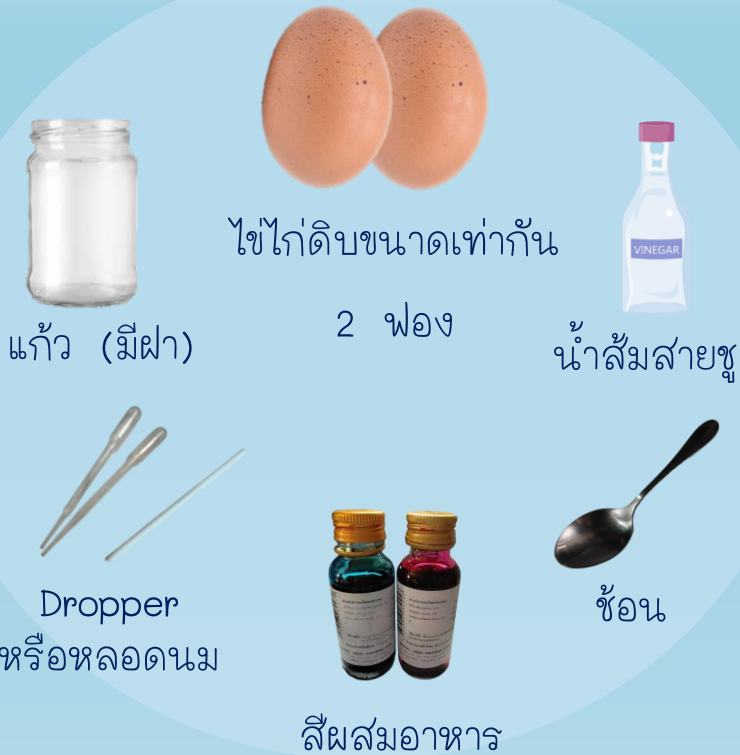 ไข่ไก่ดิบขนาดเท่ากัน
2 ฟอง
VINEGAR
แก้ว (มีฝา)
น้ำส้มสายชู
Dropper
หรือหลอดนม
ช้อน
สีผสมอาหาร